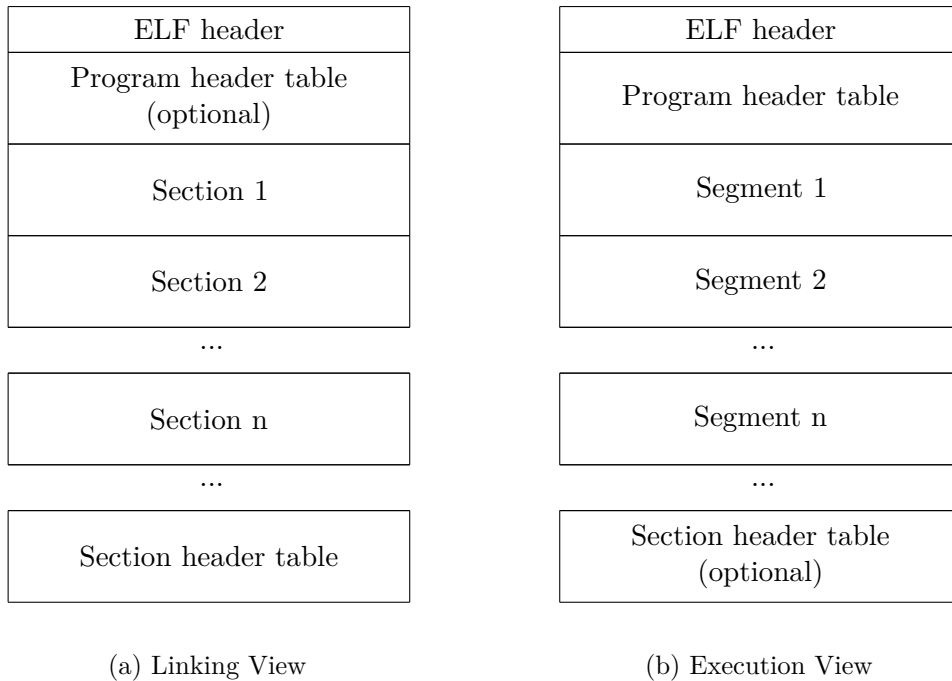 ELF header
Program header table
(optional)
Section 1
Section 2
...
Section n
...
Section header table
(a) Linking View
ELF header
Program header table
Segment 1
Segment 2
...
Segment n
...
Section header table
(optional)
(b) Execution View